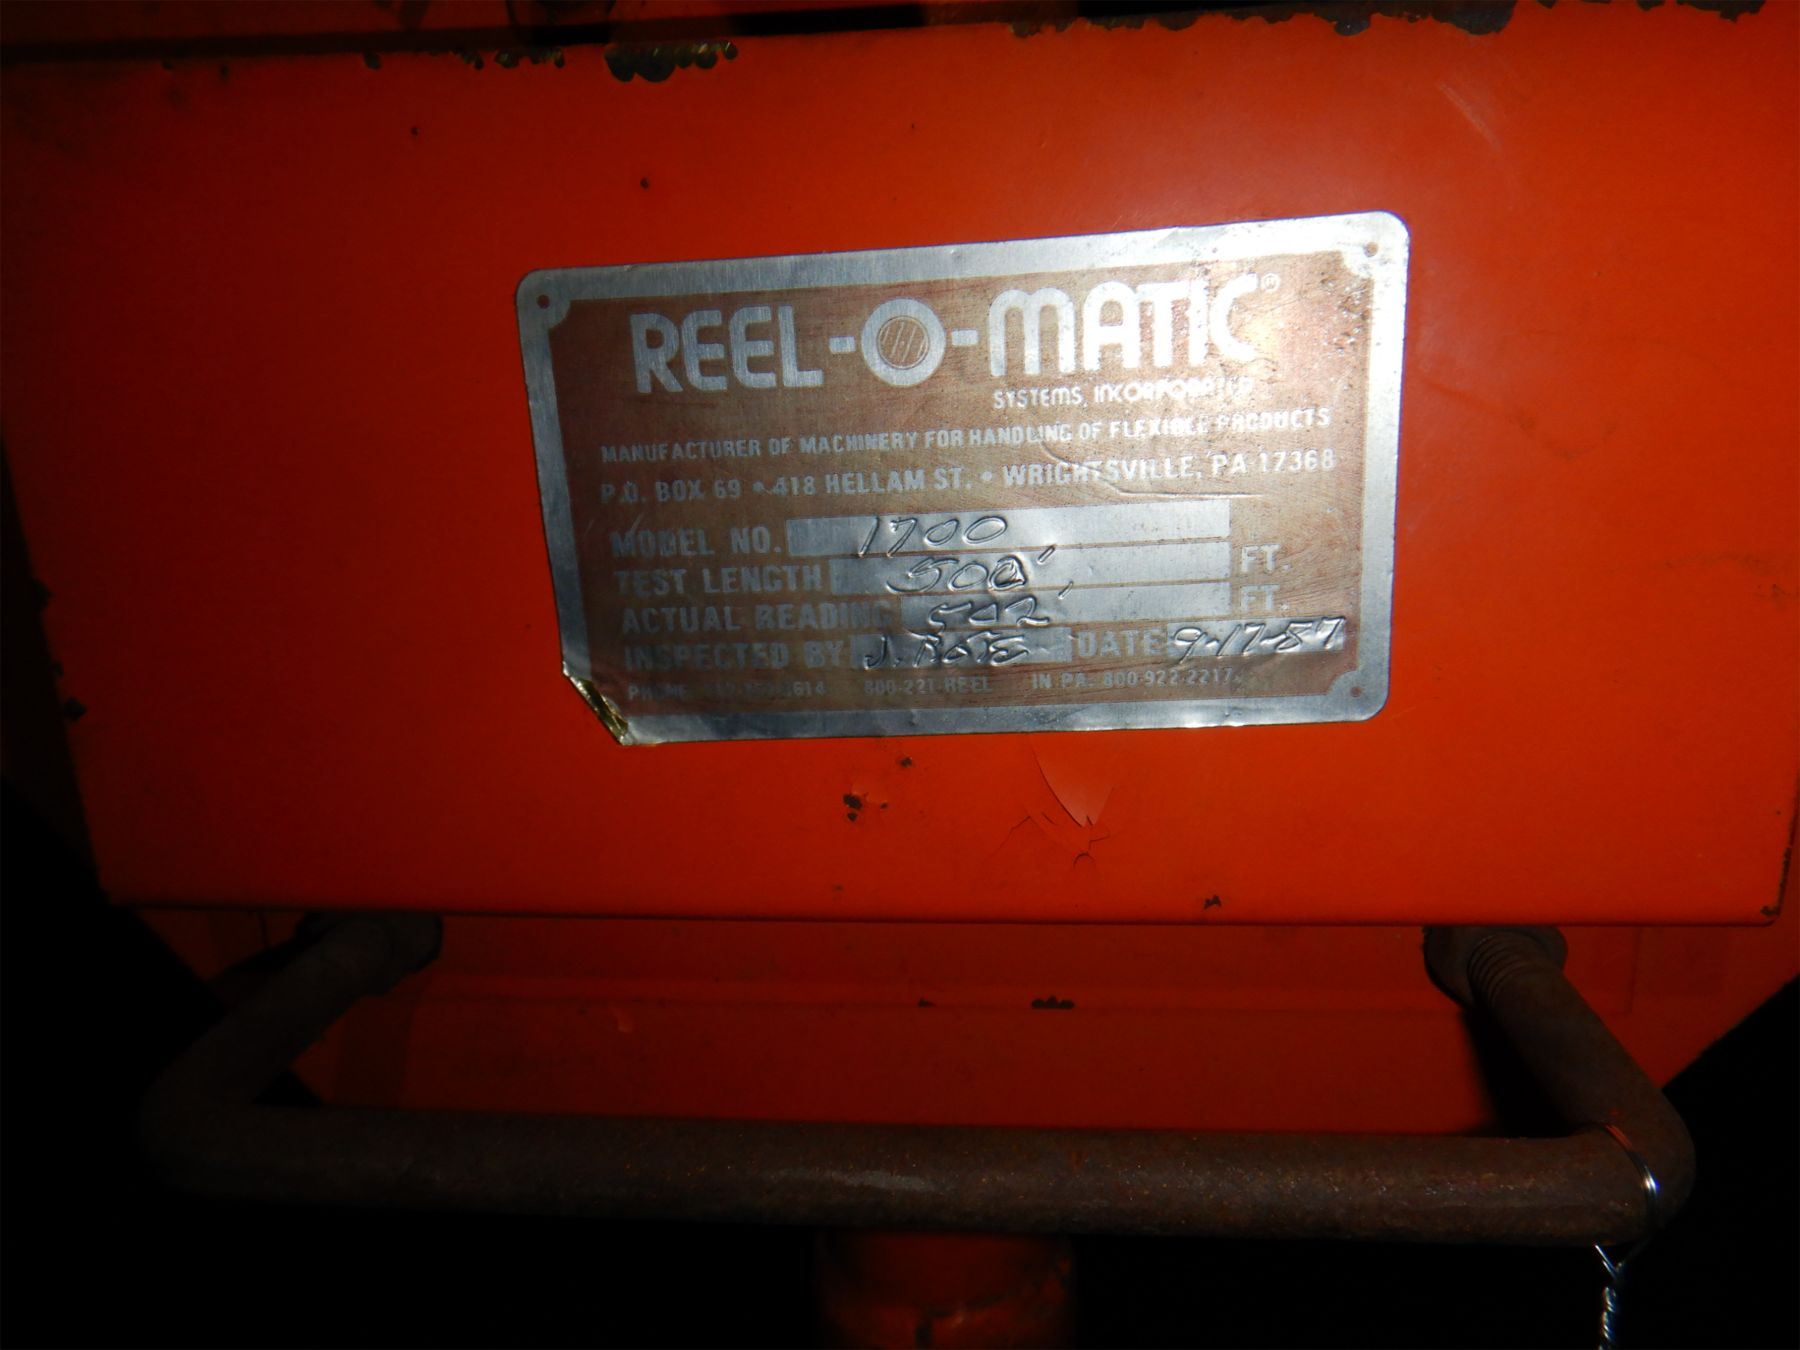 REEL-O-MATIC®
SYSTEMS, INCORPORATED
MANUFACTURER OF MACHINERY FOR HANDLING OF FLEXIBLE PRODUCTS
P.O. BOX 69 • 418 HELLAM ST. • WRIGHTSVILLE, PA 17368
MODEL NO. 1700
TEST LENGTH 500' FT.
ACTUAL READING 502' FT.
INSPECTED BY J. DATE 9-17-87
PHONE 800-221-REEL IN PA. 800-922-2217